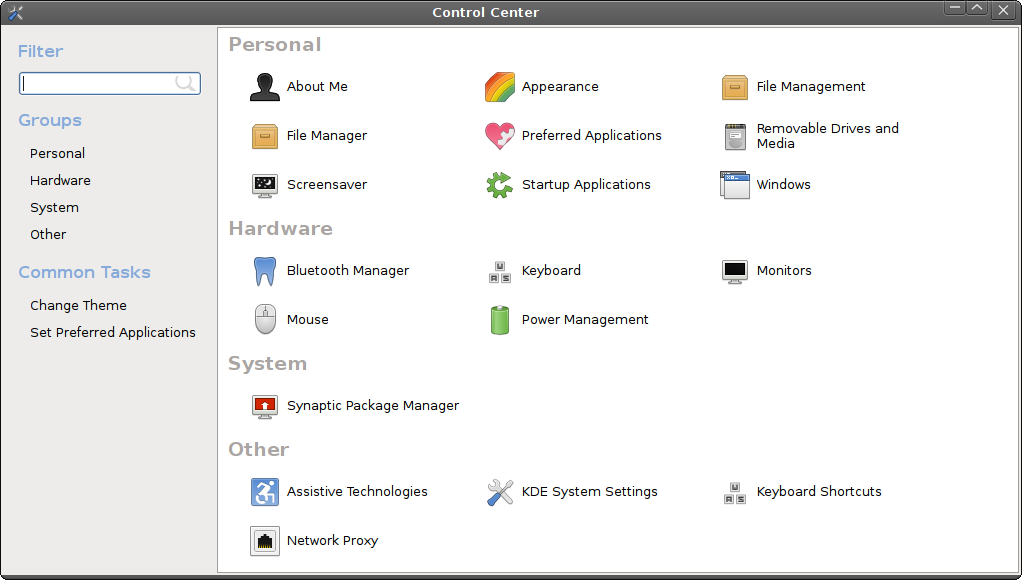 Control Center
Filter
Groups
Personal
Hardware
System
Other
Common Tasks
Change Theme
Set Preferred Applications
Personal
About Me
Appearance
File Management
File Manager
Preferred Applications
Removable Drives and
Media
Screensaver
Startup Applications
Windows
Hardware
Bluetooth Manager
Keyboard
Monitors
Mouse
Power Management
System
Synaptic Package Manager
Other
Assistive Technologies
KDE System Settings
Keyboard Shortcuts
Network Proxy